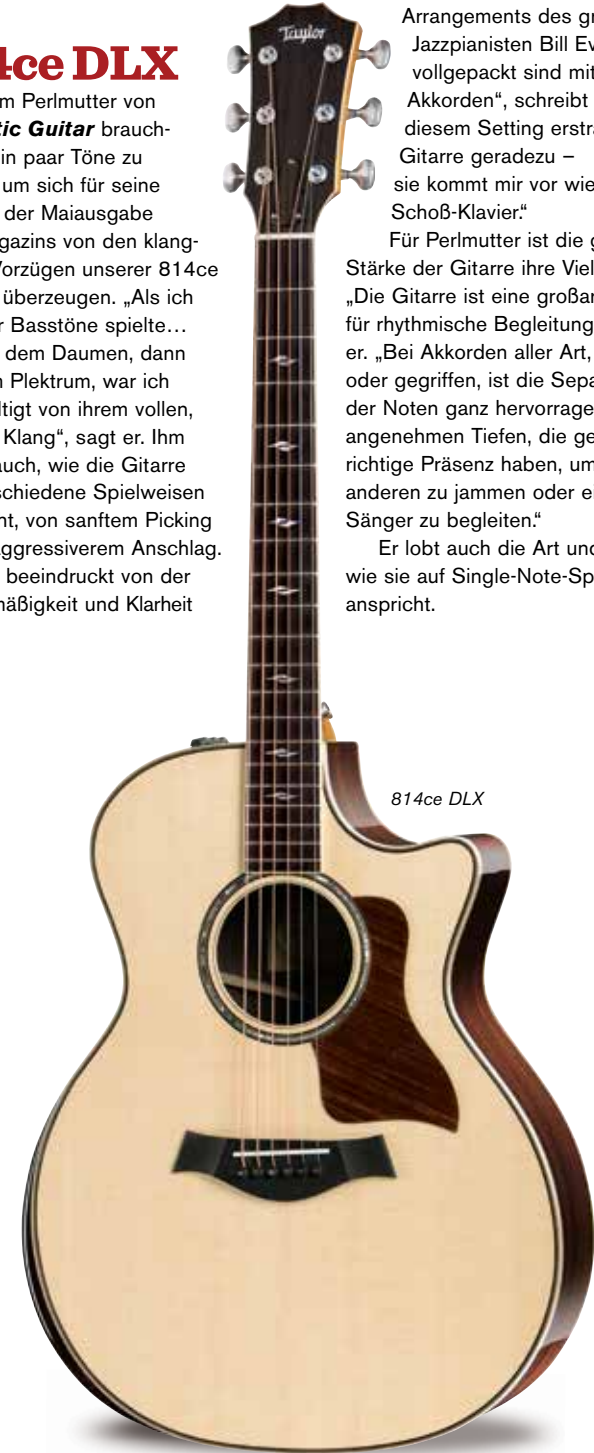 4ce DLX
m Perlmutter von
tic Guitar brauch-
in paar Töne zu
um sich für seine
der Maiausgabe
gazins von den klang-
Vorzügen unserer 814ce
überzeugen. „Als ich
r Basstöne spielte…
dem Daumen, dann
m Plektrum, war ich
ltigt von ihrem vollen,
Klang“, sagt er. Ihm
auch, wie die Gitarre
schiedene Spielweisen
nt, von sanftem Picking
aggressiverem Anschlag.
beeindruckt von der
mäßigkeit und Klarheit
Taylor
Arrangements des gr
Jazzpianisten Bill Ev
vollgepackt sind mit
Akkorden“, schreibt
diesem Setting erstra
Gitarre geradezu –
sie kommt mir vor wie
Schoß-Klavier.“
Für Perlmutter ist die g
Stärke der Gitarre ihre Viel
„Die Gitarre ist eine großar
für rhythmische Begleitung
er. „Bei Akkorden aller Art,
oder gegriffen, ist die Sepa
der Noten ganz hervorrage
angenehmen Tiefen, die ge
richtige Präsenz haben, um
anderen zu jammen oder ei
Sänger zu begleiten.“
Er lobt auch die Art und
wie sie auf Single-Note-Sp
anspricht.
814ce DLX